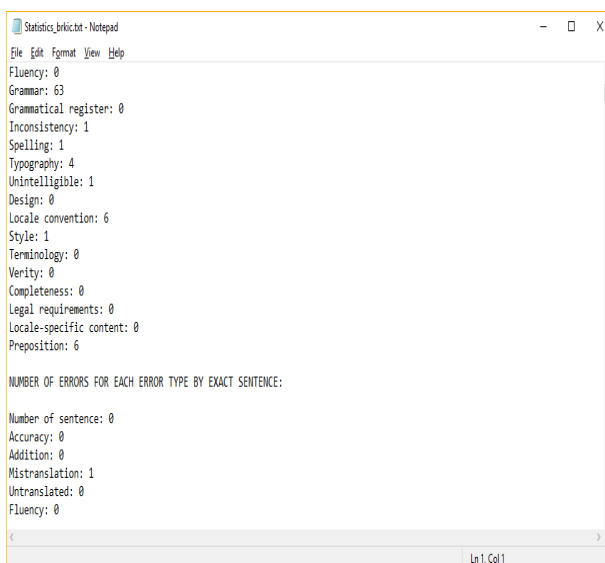 Statistics_brkic.txt - Notepad
File Edit Format View Help
Fluency: 0
Grammar: 63
Grammatical register: 0
Inconsistency: 1
Spelling: 1
Typography: 4
Unintelligible: 1
Design: 0
Locale convention: 6
Style: 1
Terminology: 0
Verity: 0
Completeness: 0
Legal requirements: 0
Locale-specific content: 0
Preposition: 6
NUMBER OF ERRORS FOR EACH ERROR TYPE BY EXACT SENTENCE:
Number of sentence: 0
Accuracy: 0
Addition: 0
Mistranslation: 1
Untranslated: 0
Fluency: 0
Ln 1, Col 1